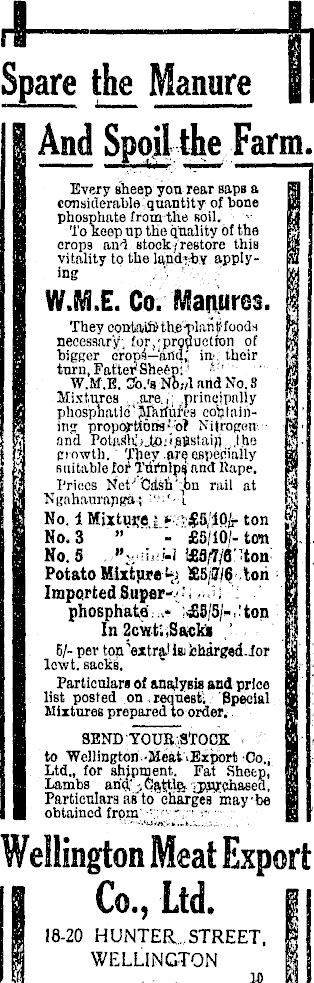 Spare the Manure
And Spoil the Farm.
Every sheep you rear saps a
considerable quantity of bone
phosphate from the soil.
To keep up the quality of the
crops and stock, restore this
vitality to the land by apply-
ing
W.M.E. Co. Manures.
They contain the plant foods
necessary for production of
bigger crops—and, in their
turn, Fatter Sheep.
W.M.E. Co.'s No. 1 and No. 3
Mixtures are principally
phosphatic Manures contain-
ing proportions of Nitrogen
and Potash to sustain the
growth. They are especially
suitable for Turnips and Rape.
Prices Net Cash on rail at
Ngahauranga:
No. 1 Mixture - £5/10/- ton
No. 3 " - £5/10/- ton
No. 5 " - £5/7/6 ton
Potato Mixture - £5/7/6 ton
Imported Super-
phosphate - £5/5/- ton
In 2cwt. Sacks
5/- per ton extra is charged for
1cwt. sacks.
Particulars of analysis and price
list posted on request. Special
Mixtures prepared to order.
SEND YOUR STOCK
to Wellington Meat Export Co.,
Ltd., for shipment. Fat Sheep,
Lambs and Cattle purchased.
Particulars as to charges may be
obtained from
Wellington Meat Export
Co., Ltd.
18-20 HUNTER STREET,
WELLINGTON
10